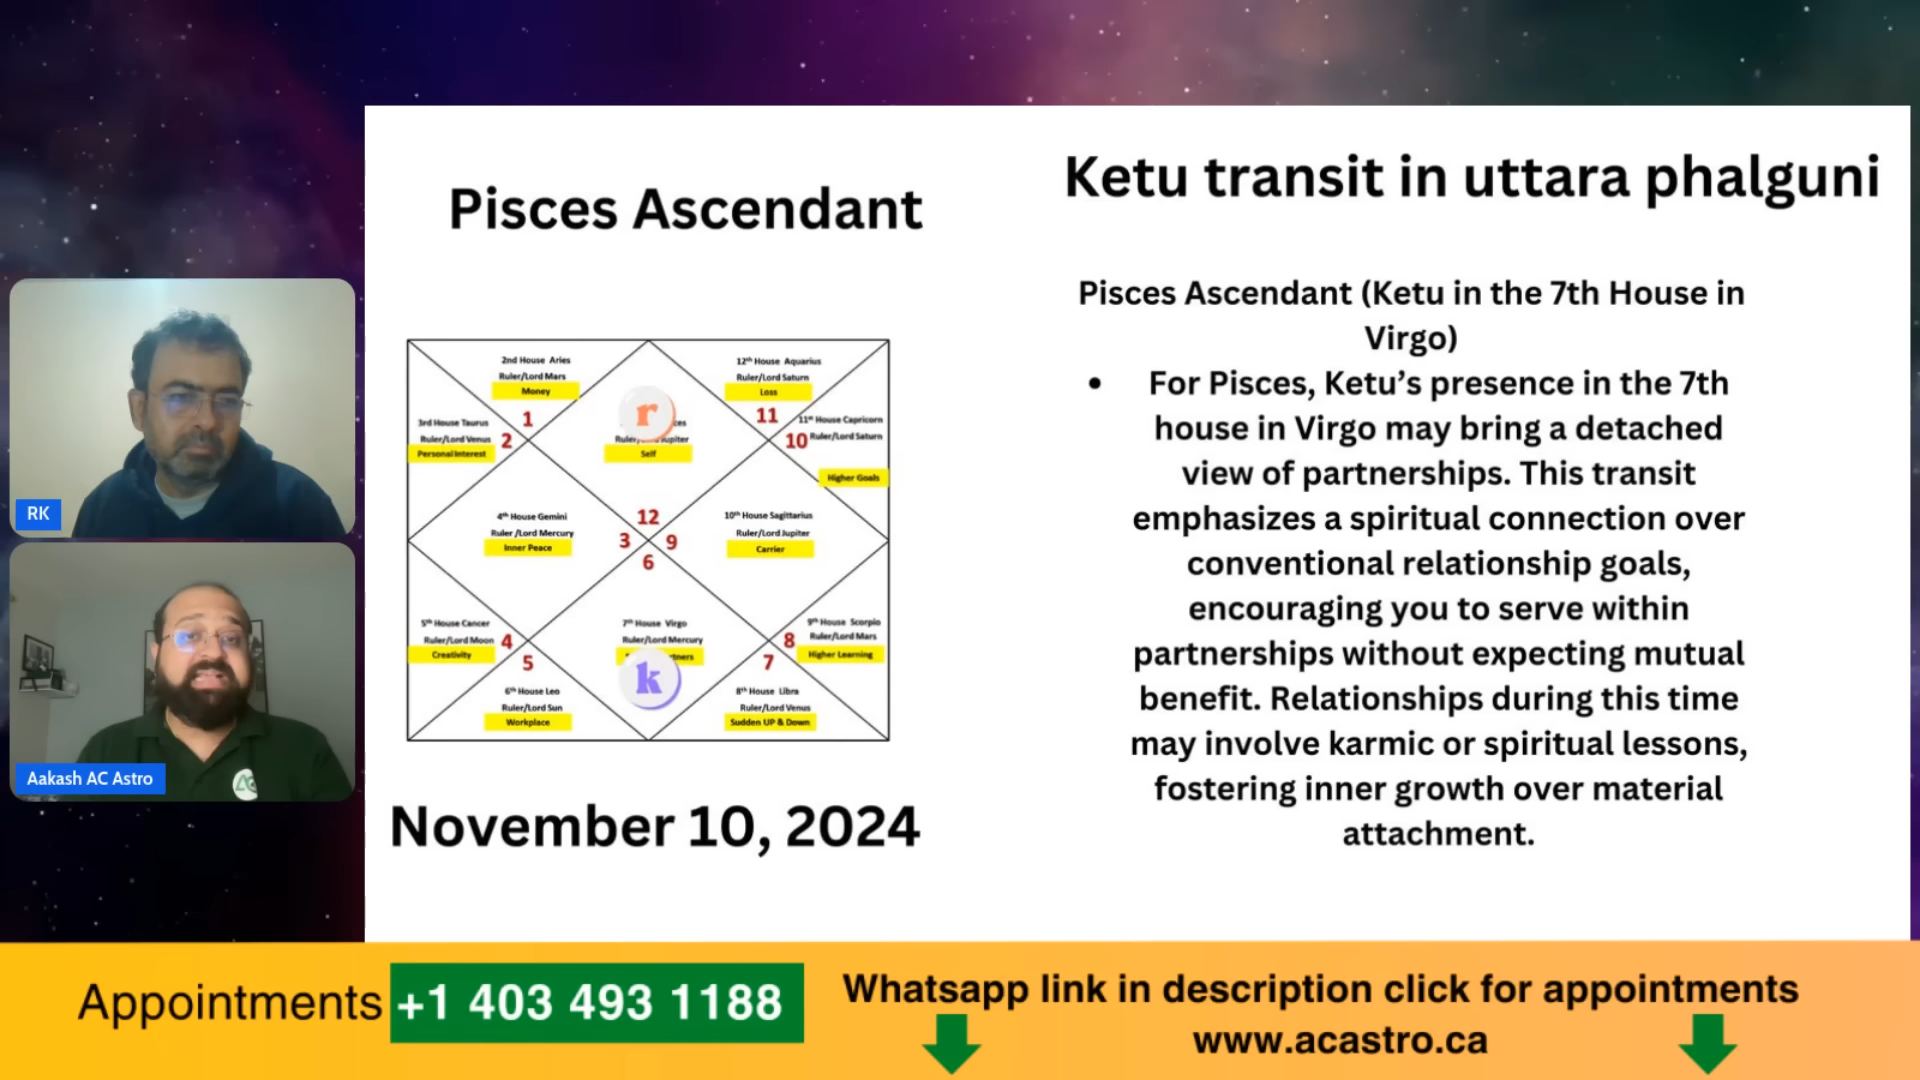 Pisces Ascendant
Ketu transit in uttara phalguni
2nd House Aries
Ruler/Lord Mars
Money
1
12th House Aquarius
Ruler/Lord Saturn
Loss
11
3rd House Taurus
Ruler/Lord Venus
Personal Interest
2
r
Self
11th House Capricorn
Ruler/Lord Saturn
10
Higher Goals
4th House Gemini
Ruler /Lord Mercury
Inner Peace
12
3
9
6
10th House Sagittarius
Ruler/Lord Jupiter
Carrier
5th House Cancer
Ruler/Lord Moon
Creativity
4
5
6th House Leo
Ruler/Lord Sun
Workplace
7th House Virgo
Ruler/Lord Mercury
k
9th House Scorpio
Ruler/Lord Mars
Higher Learning
8
7
8th House Libra
Ruler/Lord Venus
Sudden UP & Down
November 10, 2024
Pisces Ascendant (Ketu in the 7th House in
Virgo)
• For Pisces, Ketu’s presence in the 7th
house in Virgo may bring a detached
view of partnerships. This transit
emphasizes a spiritual connection over
conventional relationship goals,
encouraging you to serve within
partnerships without expecting mutual
benefit. Relationships during this time
may involve karmic or spiritual lessons,
fostering inner growth over material
attachment.
RK
Aakash AC Astro
Appointments +1 403 493 1188
Whatsapp link in description click for appointments
www.acastro.ca